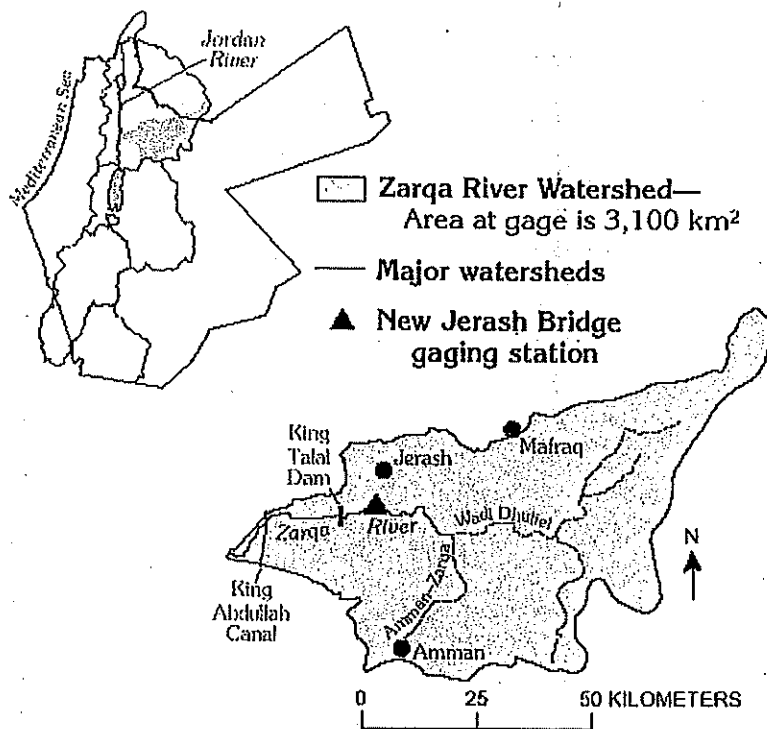 Jordan
River
Mediterranean Sea
Zarqa River Watershed—
Area at gage is 3,100 km²
Major watersheds
New Jerash Bridge
gaging station
King
Talal
Dam
Jerash
Mafraq
Zarqa
River
Wadi Dhuliel
N
King
Abdullah
Canal
Amman-Zarqa
Amman
0 25 50 KILOMETERS